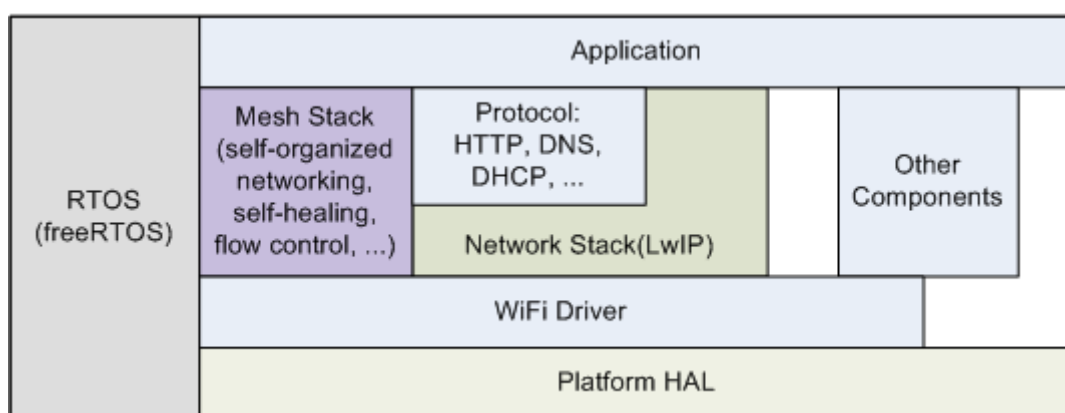 RTOS
(freeRTOS)
Application
Mesh Stack
(self-organized
networking,
self-healing,
flow control, ...)
Protocol:
HTTP, DNS,
DHCP, ...
Network Stack(LwIP)
Other
Components
WiFi Driver
Platform HAL